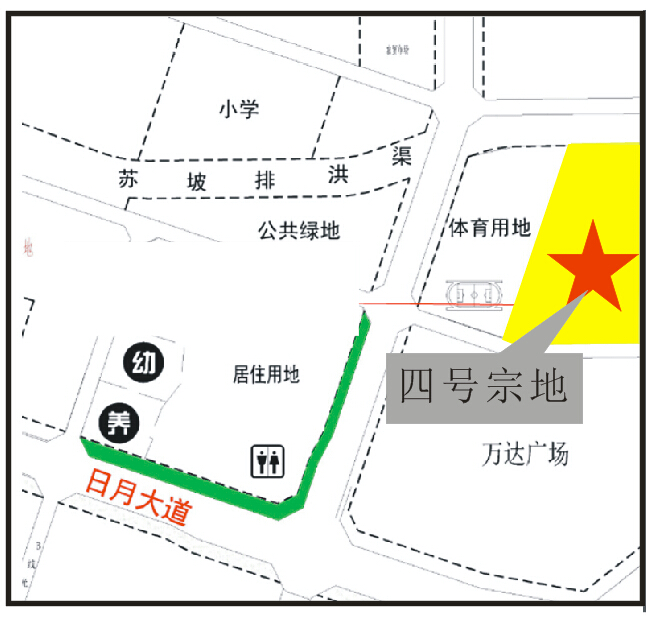 小学
苏坡排洪渠
公共绿地
体育用地
地
幼
居住用地
四号宗地
养
万达广场
日月大道